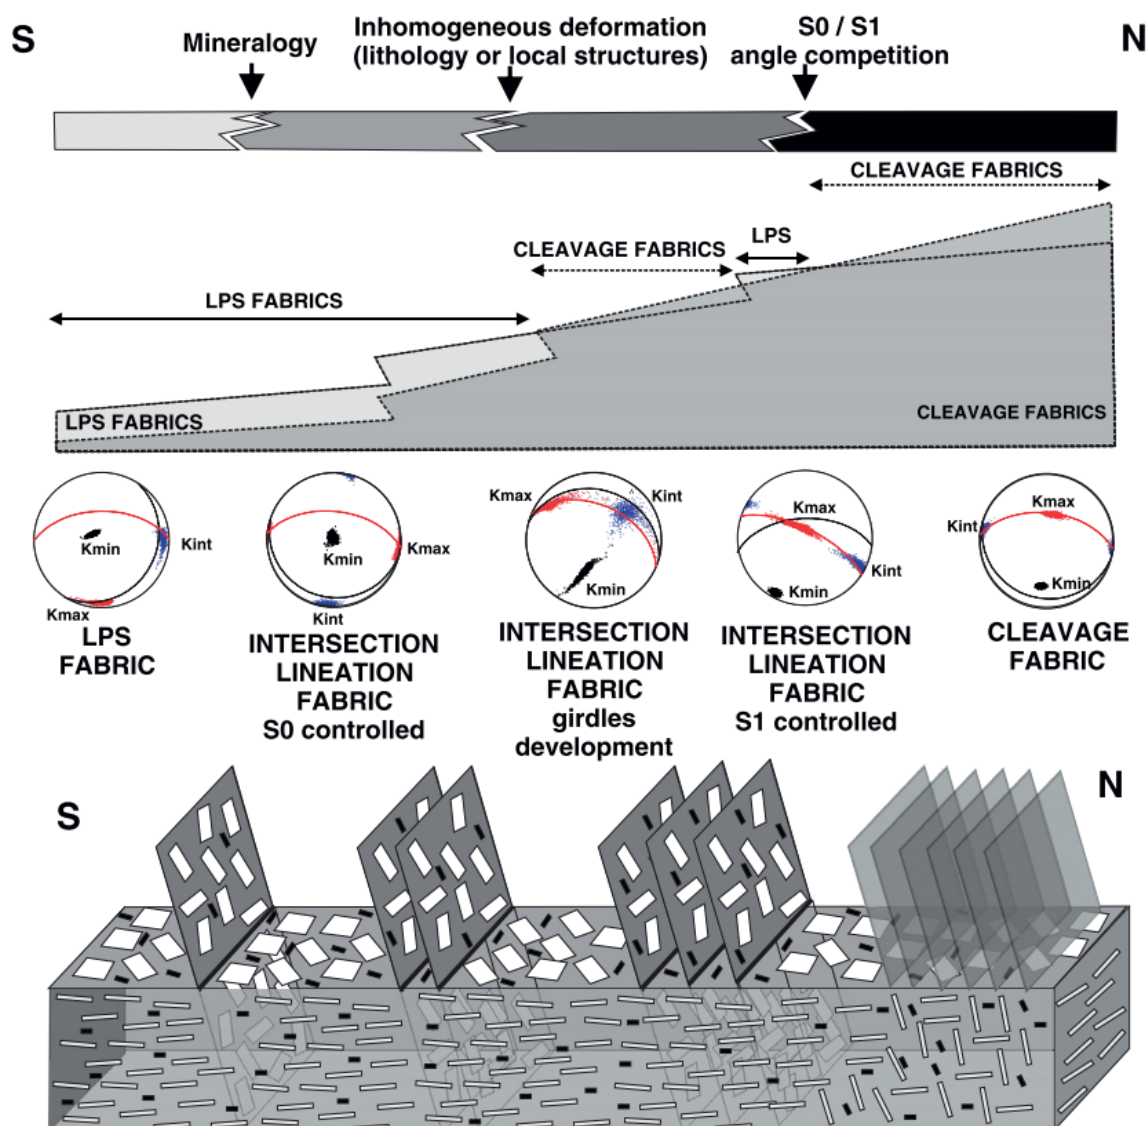 S
N
Mineralogy
Inhomogeneous deformation
(lithology or local structures)
S0 / S1
angle competition
CLEAVAGE FABRICS
LPS
CLEAVAGE FABRICS
LPS FABRICS
LPS FABRICS
CLEAVAGE FABRICS
Kmin
Kint
Kmax
Kmin
Kmax
Kint
Kmax
Kint
Kmin
Kmax
Kint
Kmin
Kmax
Kint
Kmin
LPS
FABRIC
INTERSECTION
LINEATION
FABRIC
S0 controlled
INTERSECTION
LINEATION
FABRIC
girdles
development
INTERSECTION
LINEATION
FABRIC
S1 controlled
CLEAVAGE
FABRIC
S
N